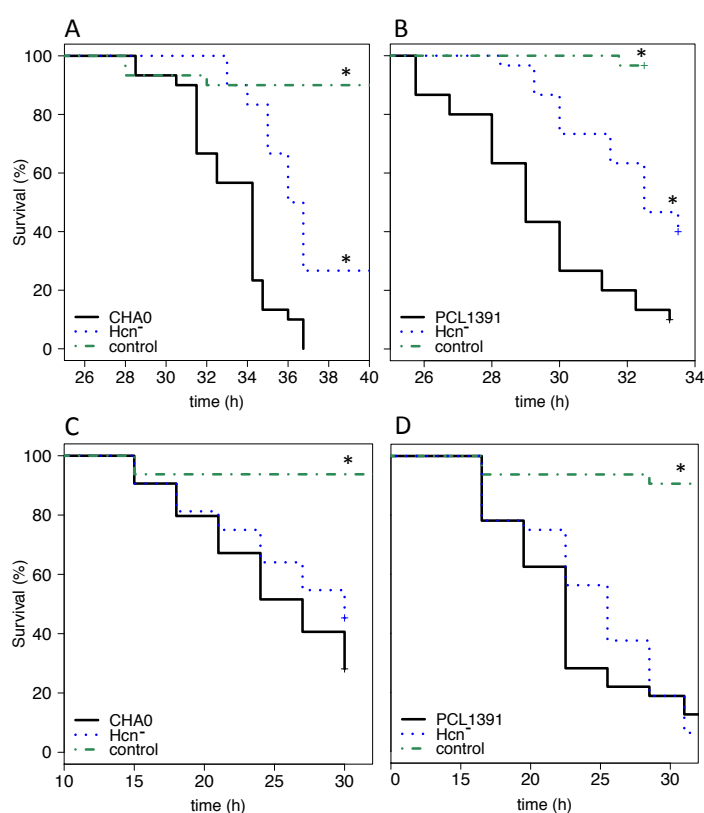 A
B
100
80
60
40
20
0
Survival (%)
*
*
CHA0
Hcn⁻
control
26 28 30 32 34 36 38 40
time (h)
*
*
PCL1391
Hcn⁻
control
26 28 30 32 34
time (h)
C
D
100
80
60
40
20
0
Survival (%)
*
CHA0
Hcn⁻
control
10 15 20 25 30
time (h)
*
PCL1391
Hcn⁻
control
0 15 20 25 30
time (h)